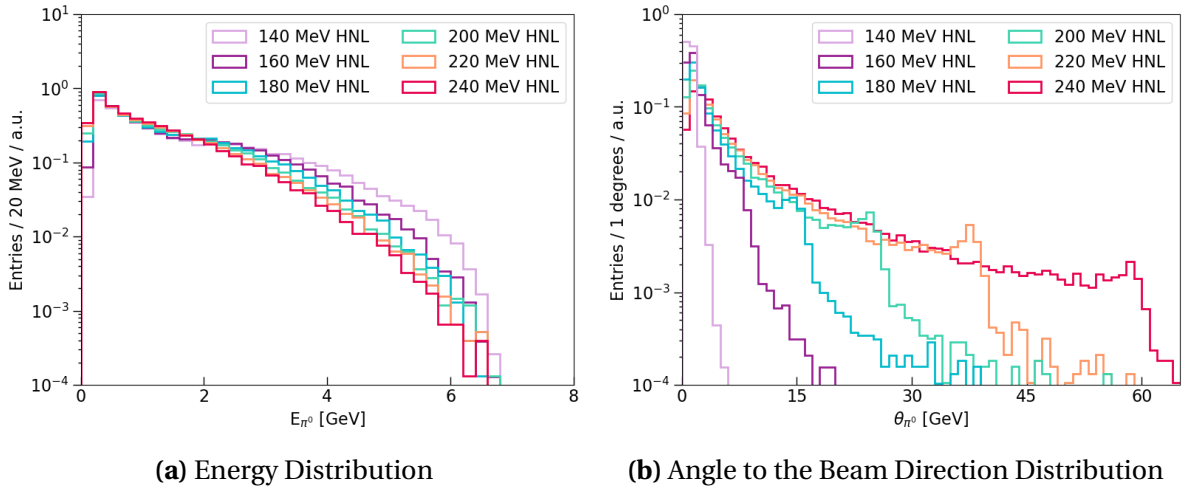 Entries / 20 MeV / a.u.
10¹
10⁰
10⁻¹
10⁻²
10⁻³
10⁻⁴
140 MeV HNL
160 MeV HNL
180 MeV HNL
200 MeV HNL
220 MeV HNL
240 MeV HNL
0 2 4 6 8
E_π⁰ [GeV]
(a) Energy Distribution
Entries / 1 degrees / a.u.
10⁰
10⁻¹
10⁻²
10⁻³
10⁻⁴
140 MeV HNL
160 MeV HNL
180 MeV HNL
200 MeV HNL
220 MeV HNL
240 MeV HNL
0 15 30 45 60
θ_π⁰ [GeV]
(b) Angle to the Beam Direction Distribution